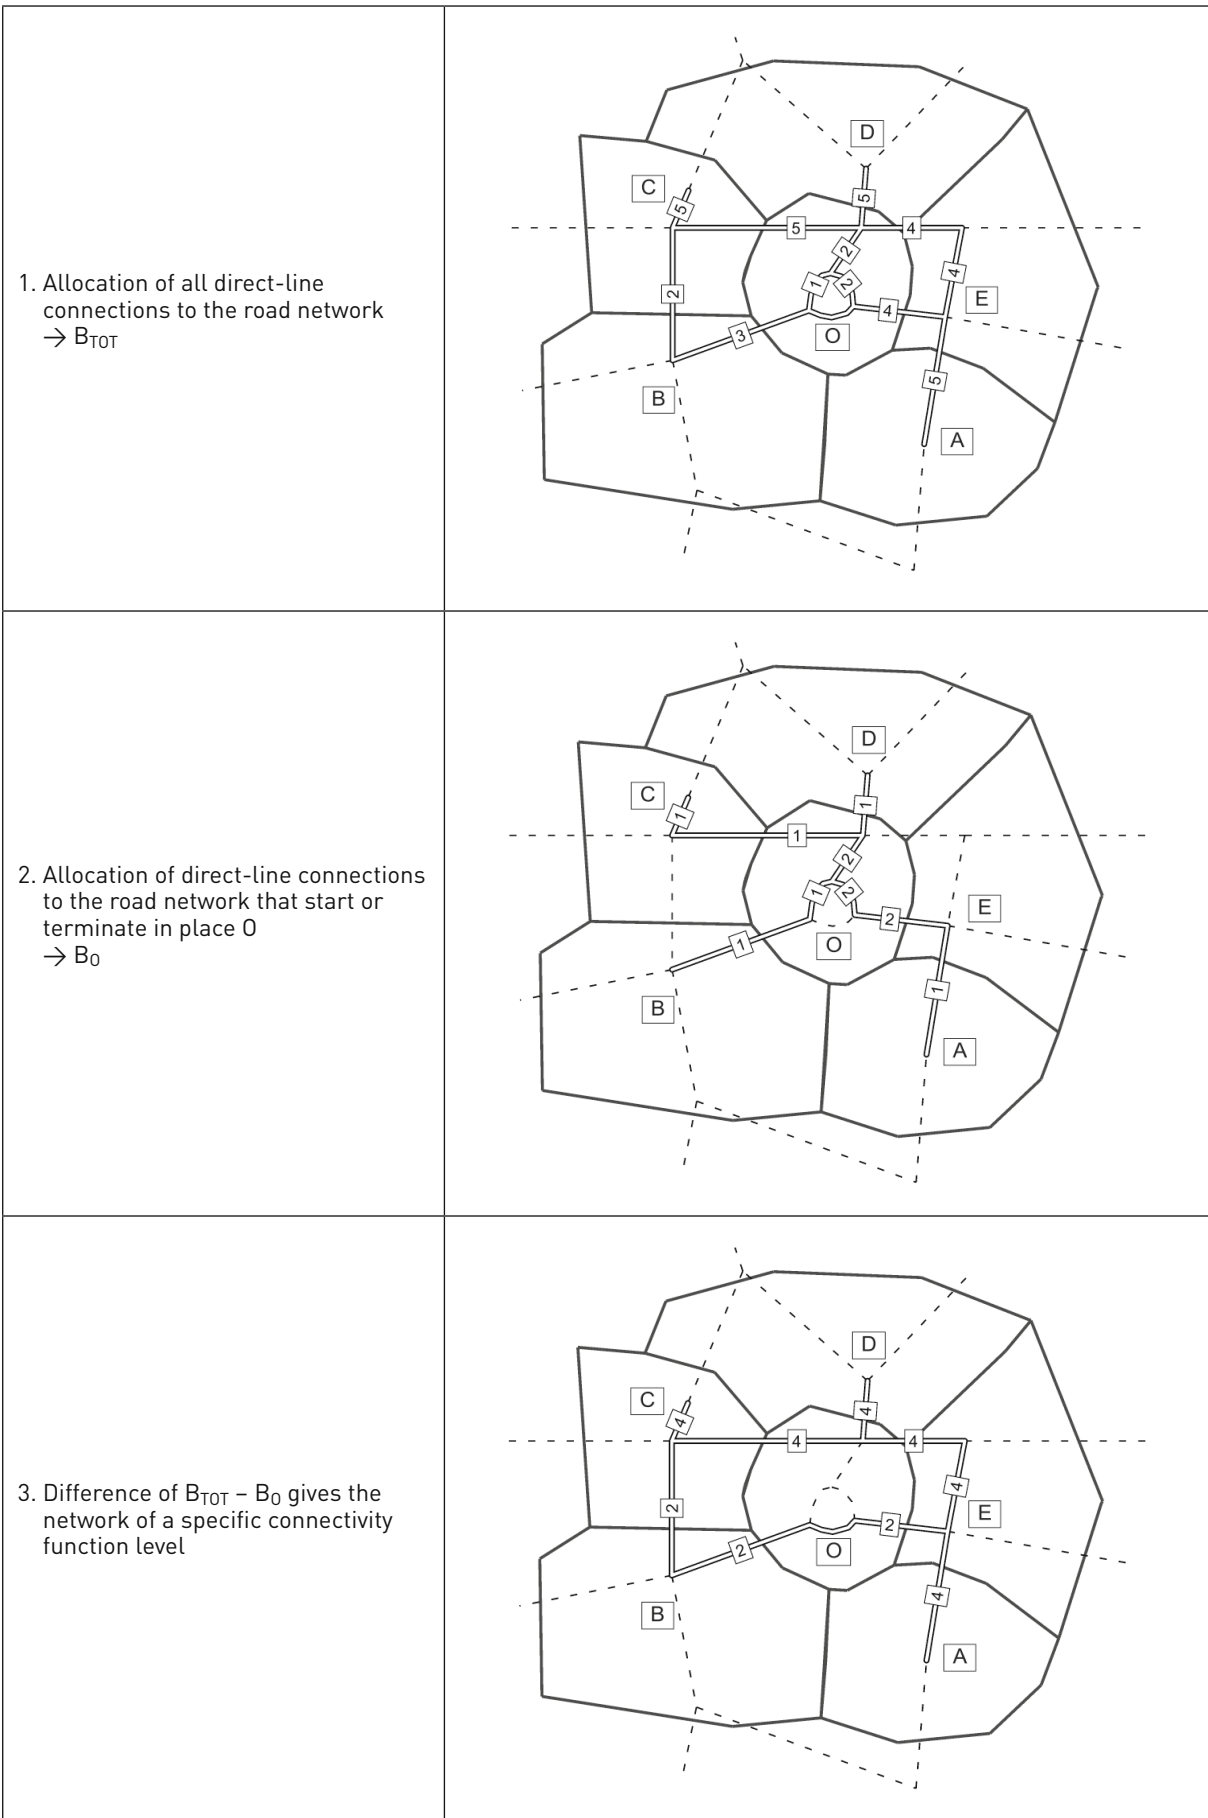 1. Allocation of all direct-line
connections to the road network
→ B_TOT
D
C
5
5
5
4
2
4
2
1
2
E
4
3
O
5
B
A
2. Allocation of direct-line connections
to the road network that start or
terminate in place O
→ B_O
D
C
1
1
1
2
1
2
E
2
1
O
1
B
A
3. Difference of B_TOT – B_O gives the
network of a specific connectivity
function level
D
C
4
4
4
4
4
2
E
2
2
O
4
B
A